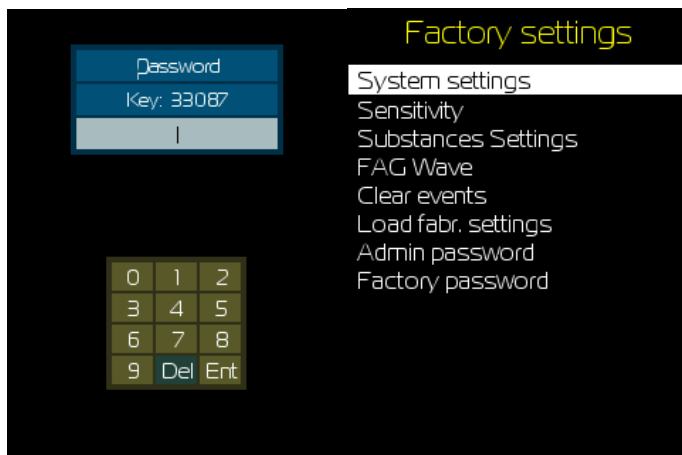 Password
Key: 33087
0 1 2
3 4 5
6 7 8
9 Del Ent
Factory settings
System settings
Sensitivity
Substances Settings
FAG Wave
Clear events
Load fabr. settings
Admin password
Factory password